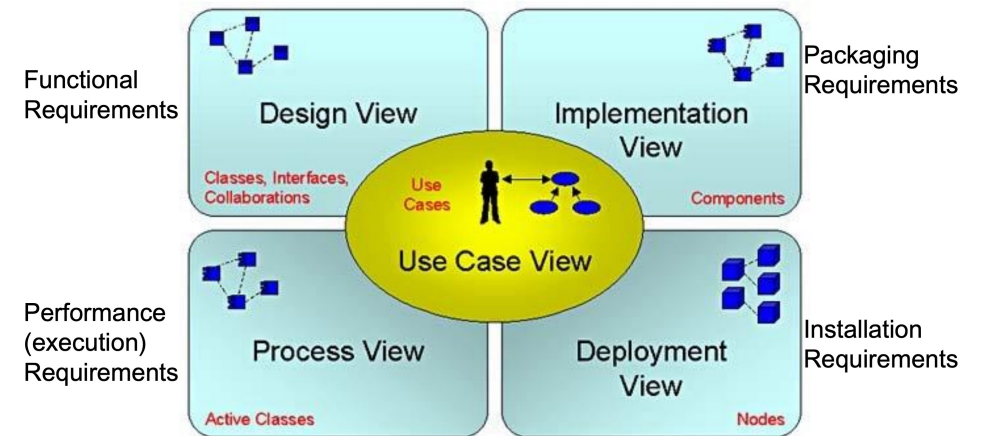 Functional
Requirements
Design View
Classes, Interfaces,
Collaborations
Implementation
View
Components
Packaging
Requirements
Use
Cases
Use Case View
Performance
(execution)
Requirements
Process View
Active Classes
Deployment
View
Nodes
Installation
Requirements